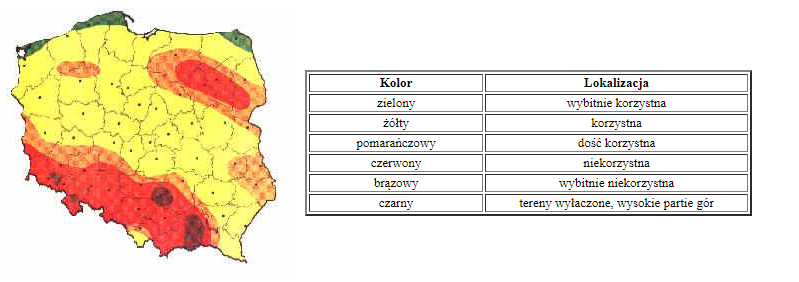 Kolor Lokalizacja
zielony wybitnie korzystna
żółty korzystna
pomarańczowy dość korzystna
czerwony niekorzystna
brązowy wybitnie niekorzystna
czarny tereny wyłaczone, wysokie partie gór